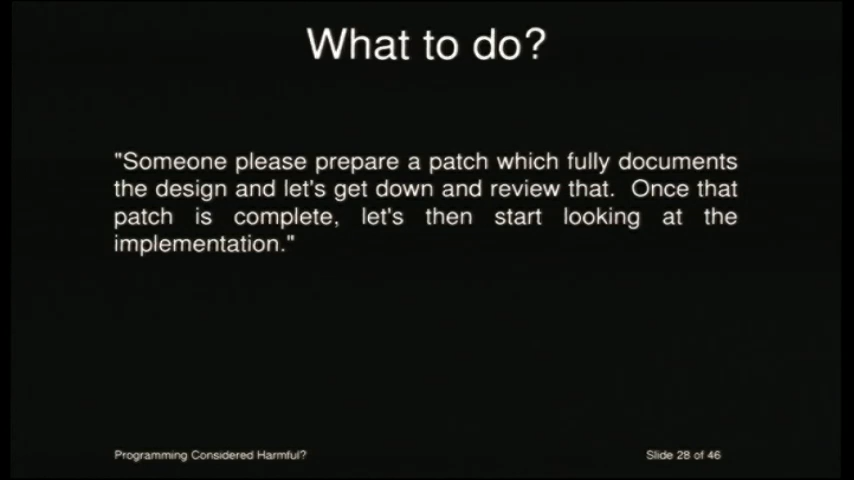 What to do?
"Someone please prepare a patch which fully documents
the design and let's get down and review that. Once that
patch is complete, let's then start looking at the
implementation."
Programming Considered Harmful?
Slide 28 of 46